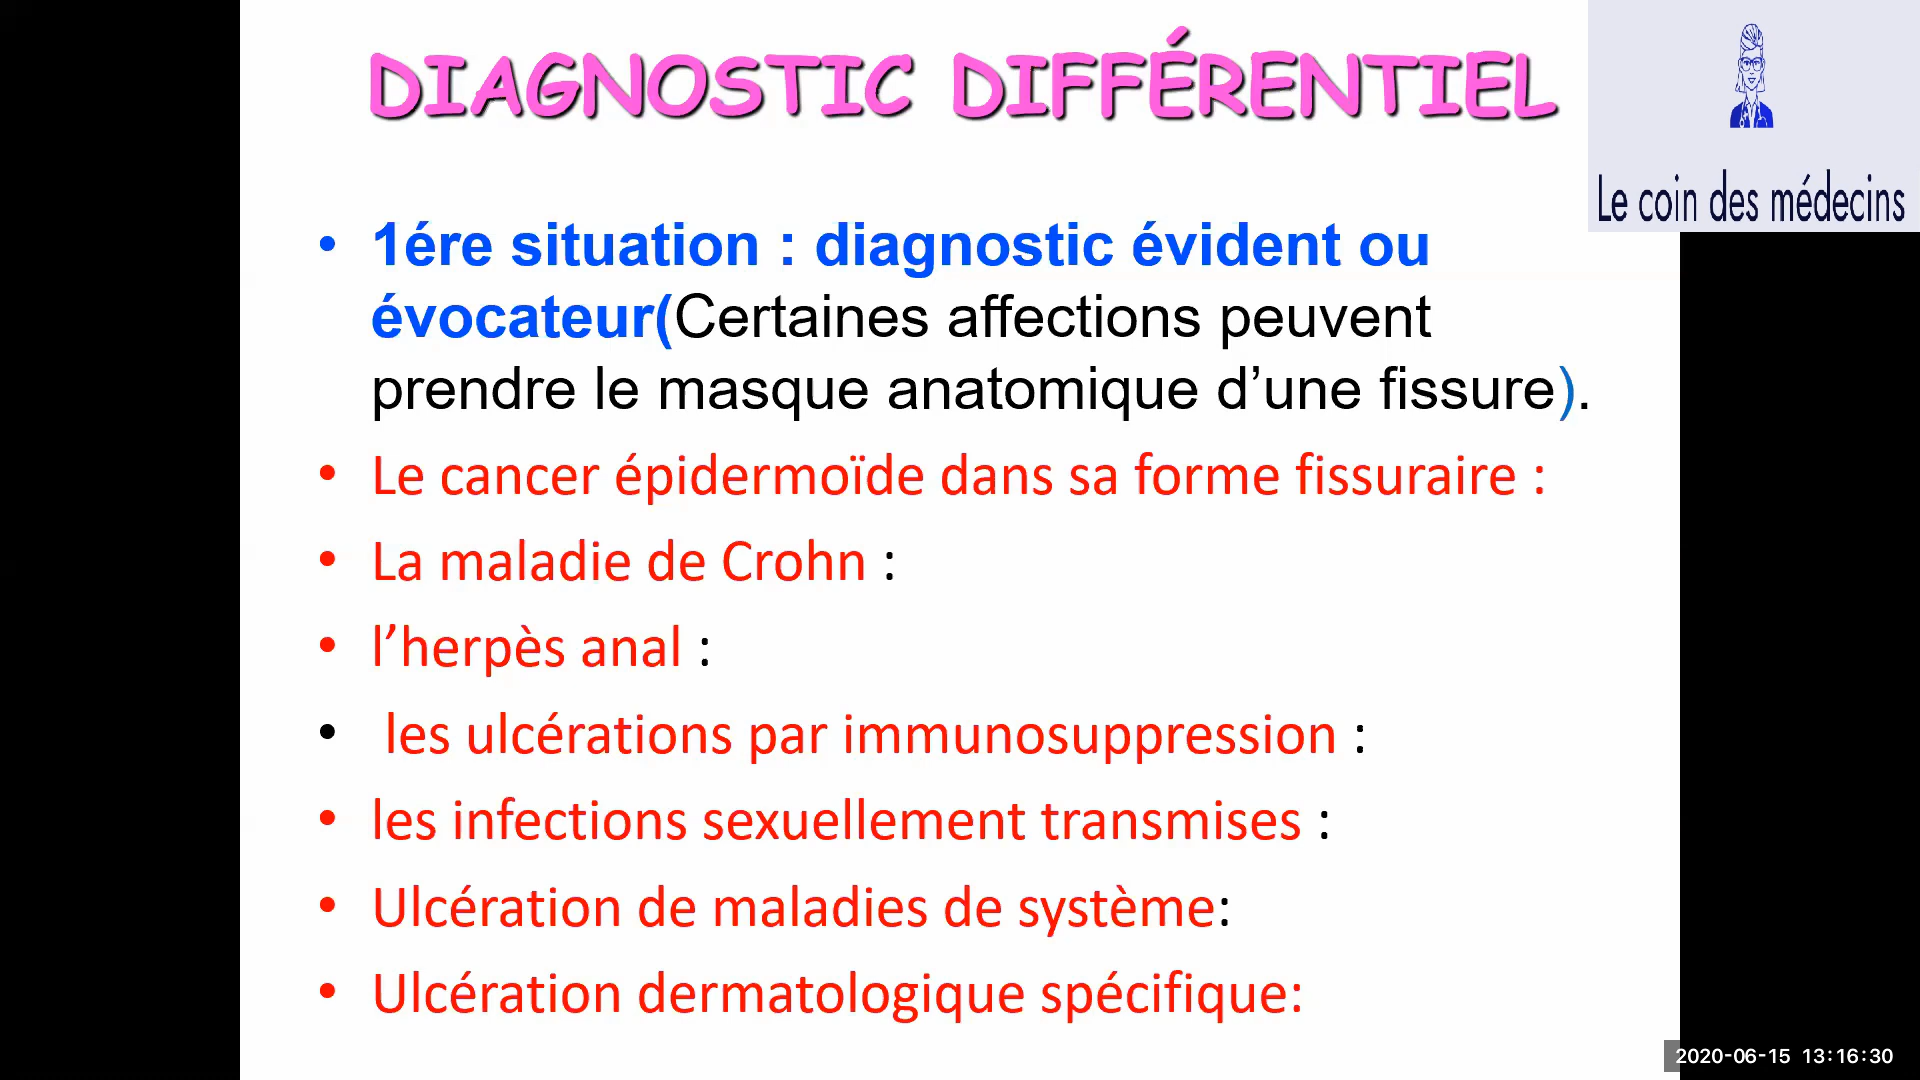 DIAGNOSTIC DIFFÉRENTIEL
Le coin des médecins
• 1ére situation : diagnostic évident ou
évocateur(Certaines affections peuvent
prendre le masque anatomique d’une fissure).
• Le cancer épidermoïde dans sa forme fissuraire :
• La maladie de Crohn :
• l’herpès anal :
• les ulcérations par immunosuppression :
• les infections sexuellement transmises :
• Ulcération de maladies de système:
• Ulcération dermatologique spécifique:
2020-06-15 13:16:30